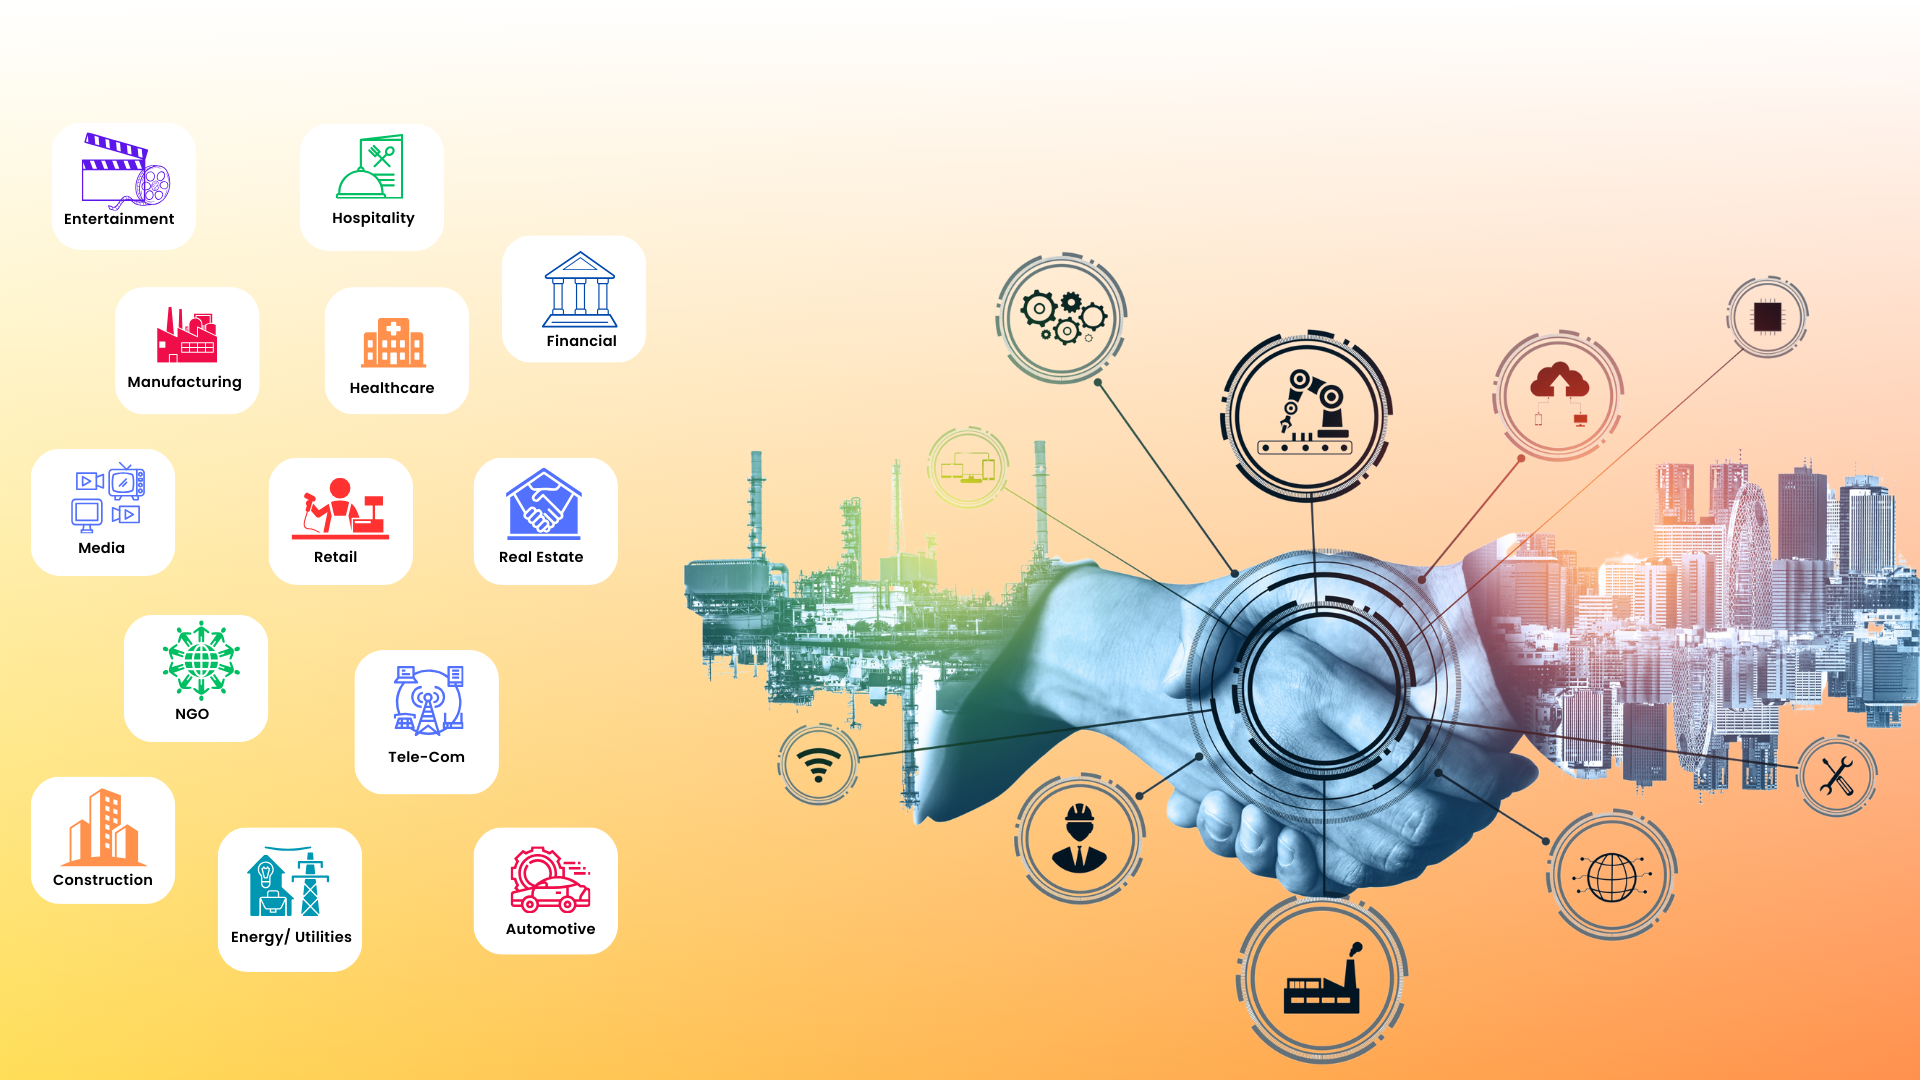 Entertainment
Hospitality
Financial
Manufacturing
Healthcare
Media
Retail
Real Estate
NGO
Tele-Com
Construction
Energy/ Utilities
Automotive